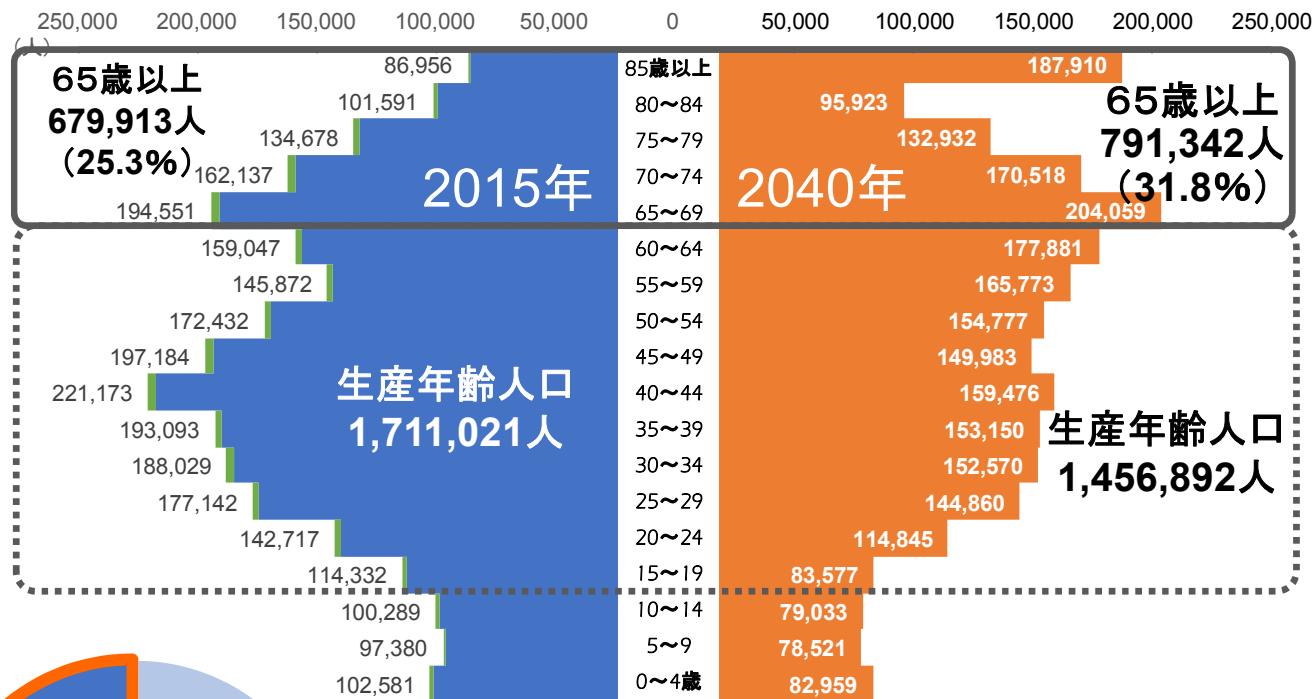 250,000 200,000 150,000 100,000 50,000 0 50,000 100,000 150,000 200,000 250,000
(人)
65歳以上
679,913人
(25.3%)
65歳以上
791,342人
(31.8%)
2015年
2040年
86,956 85歳以上 187,910
101,591 80〜84 95,923
134,678 75〜79 132,932
162,137 70〜74 170,518
194,551 65〜69 204,059
159,047 60〜64 177,881
145,872 55〜59 165,773
172,432 50〜54 154,777
197,184 45〜49 149,983
221,173 40〜44 159,476
193,093 35〜39 153,150
188,029 30〜34 152,570
177,142 25〜29 144,860
142,717 20〜24 114,845
114,332 15〜19 83,577
100,289 10〜14 79,033
97,380 5〜9 78,521
102,581 0〜4歳 82,959
生産年齢人口
1,711,021人
生産年齢人口
1,456,892人